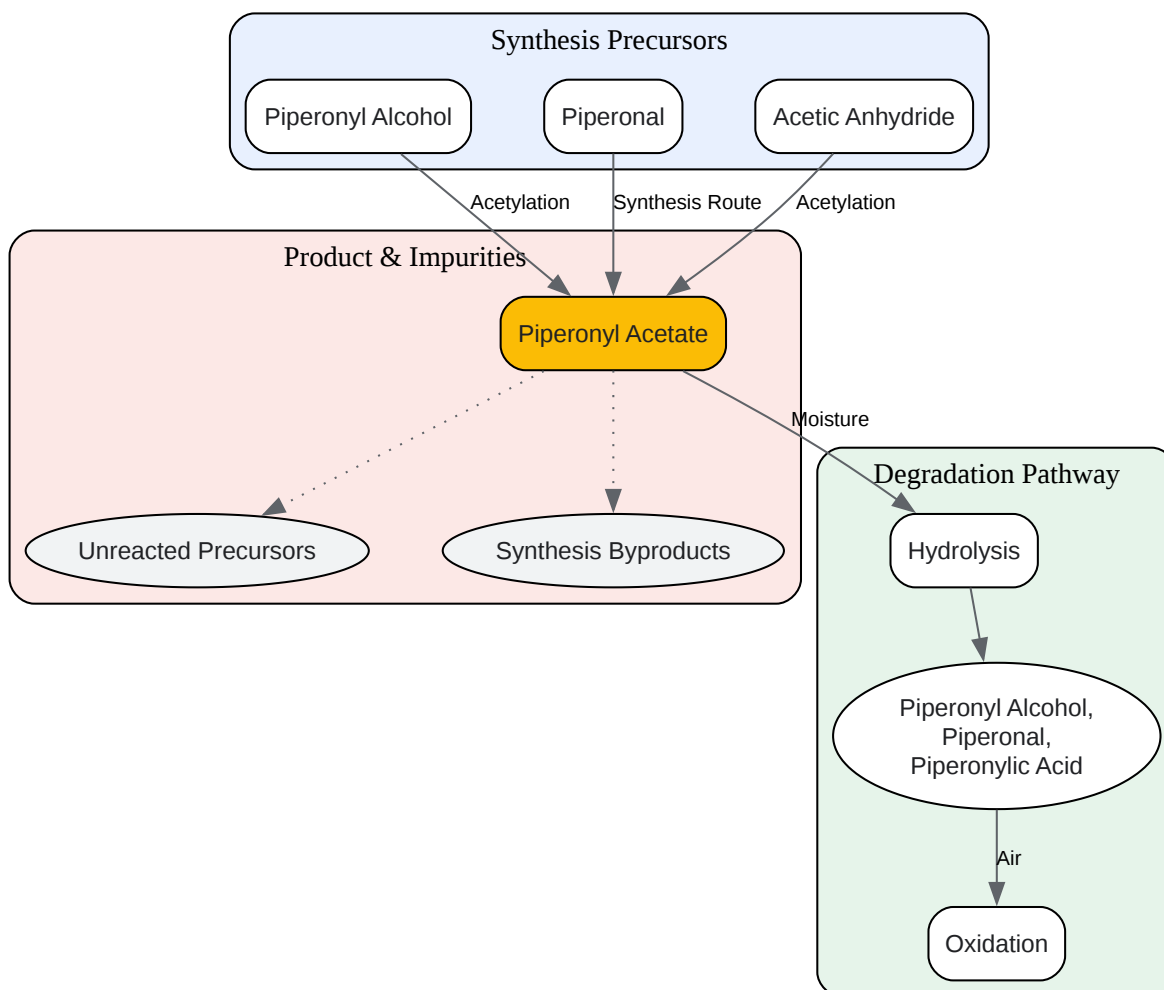 Synthesis Precursors
Piperonyl Alcohol
Piperonal
Acetic Anhydride
Acetylation
Synthesis Route
Acetylation
Product & Impurities
Piperonyl Acetate
Moisture
Degradation Pathway
Unreacted Precursors
Synthesis Byproducts
Hydrolysis
Piperonyl Alcohol,
Piperonal,
Piperonylic Acid
Air
Oxidation